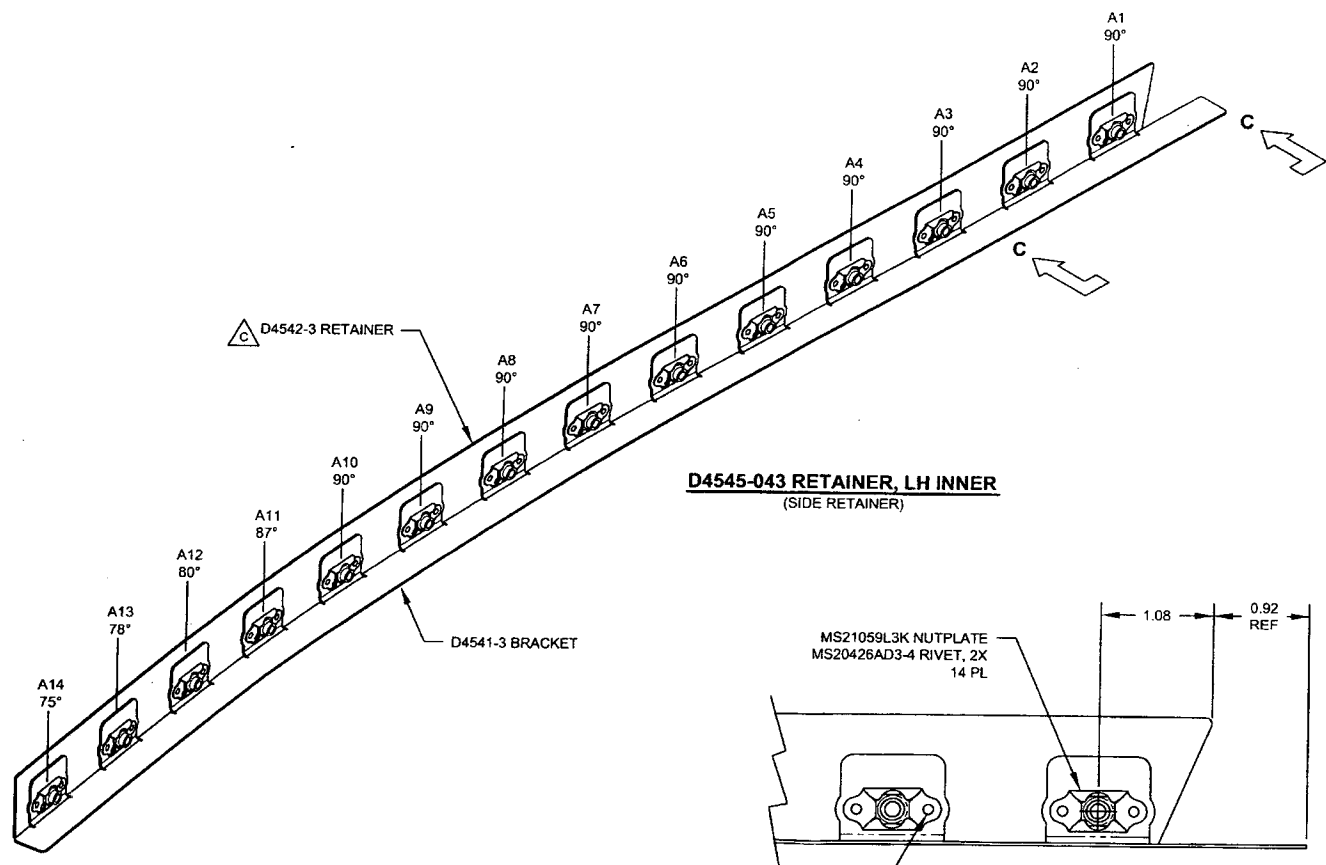 A1
90°
A2
90°
A3
90°
A4
90°
A5
90°
A6
90°
A7
90°
A8
90°
A9
90°
A10
90°
A11
87°
A12
80°
A13
78°
A14
75°
C
C
C D4542-3 RETAINER
D4545-043 RETAINER, LH INNER
(SIDE RETAINER)
D4541-3 BRACKET
MS21059L3K NUTPLATE
MS20426AD3-4 RIVET, 2X
14 PL
1.08
0.92
REF